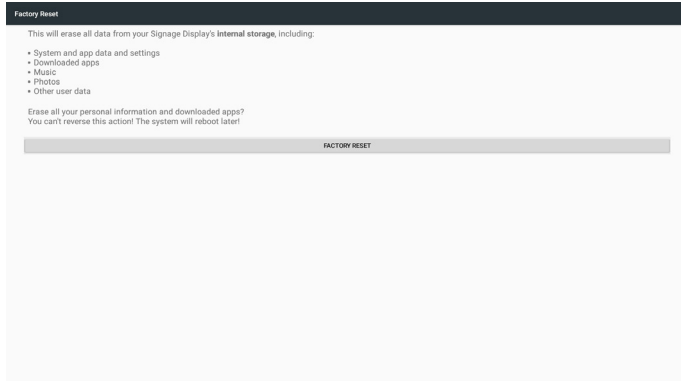 Factory Reset
This will erase all data from your Signage Display's internal storage, including:
• System and app data and settings
• Downloaded apps
• Music
• Photos
• Other user data
Erase all your personal information and downloaded apps?
You can't reverse this action! The system will reboot later!
FACTORY RESET